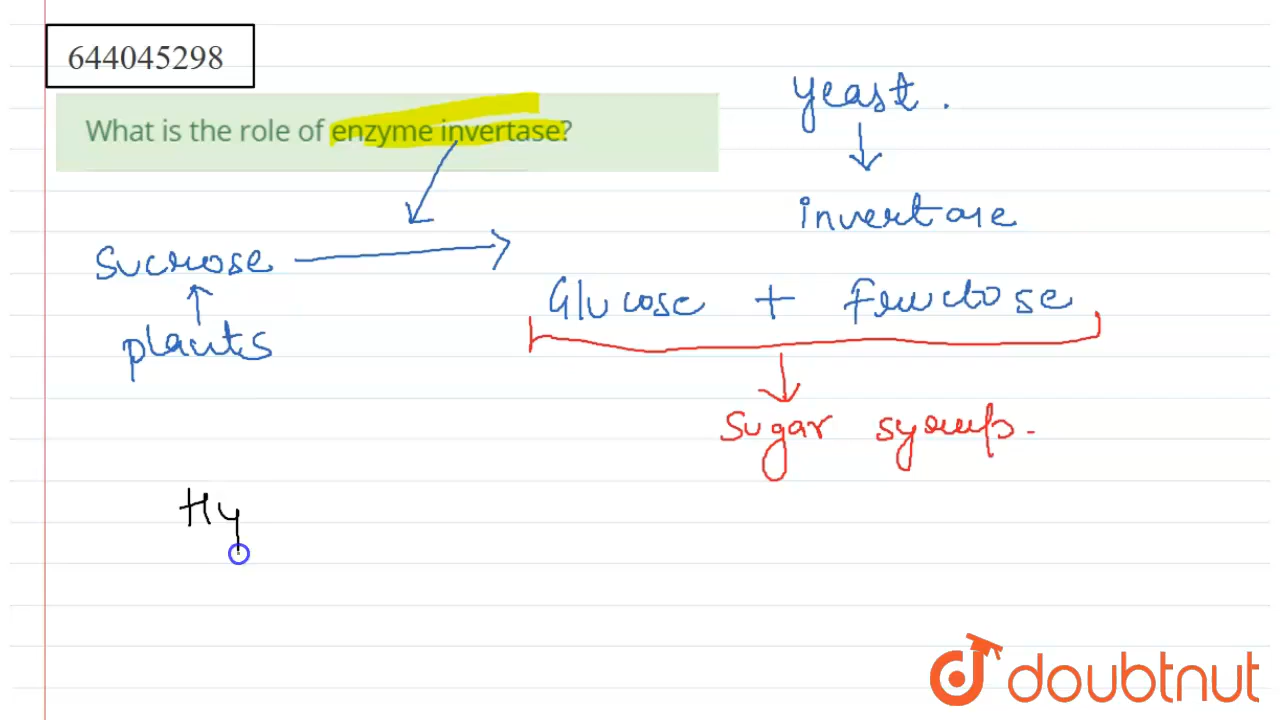 644045298
What is the role of enzyme invertase?
yeast.
invertase
Sucrose
Glucose + fructose
plants
Sugar syrup.
Hy
doubtnut